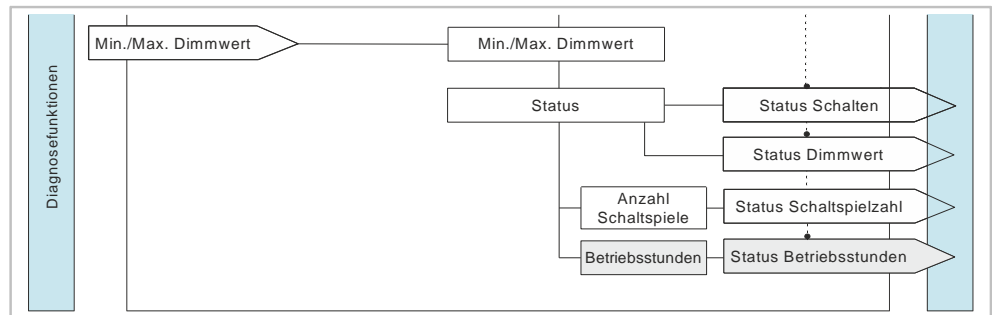 Diagnosefunktionen
Min./Max. Dimmwert
Min./Max. Dimmwert
Status
Status Schalten
Status Dimmwert
Anzahl
Schaltspiele
Status Schaltspielzahl
Betriebsstunden
Status Betriebsstunden